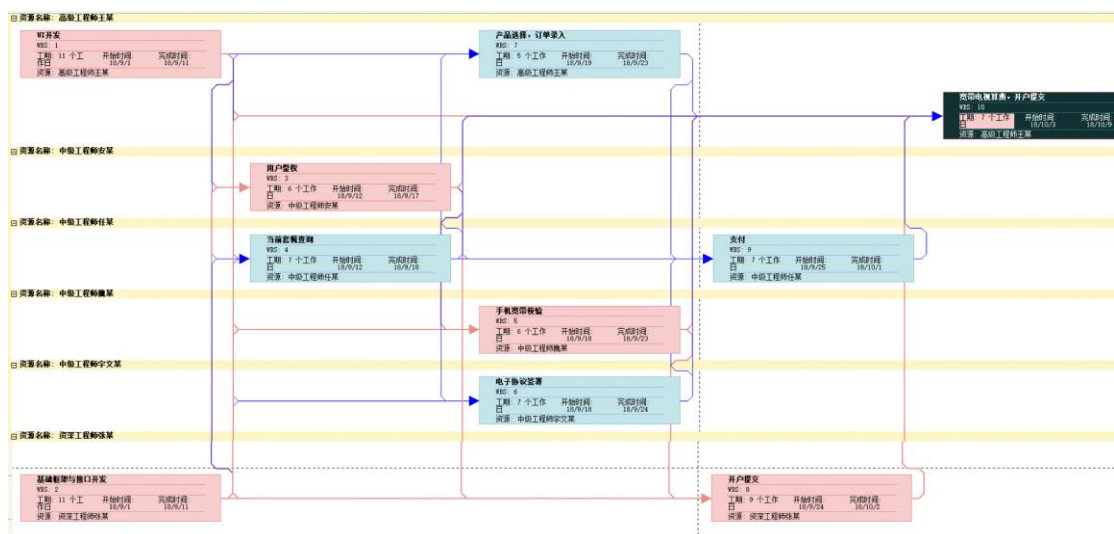 资源名称: 高级工程师王某
WI开发
WBS: 1
工期: 11 个工作日 开始时间: 18/9/1 完成时间: 18/9/11
资源: 高级工程师王某
产品选择，订单录入
WBS: 7
工期: 5 个工作日 开始时间: 18/9/19 完成时间: 18/9/23
资源: 高级工程师王某
宽带电视算费，开户提交
WBS: 10
工期: 7 个工作日 开始时间: 18/10/3 完成时间: 18/10/9
资源: 高级工程师王某
资源名称: 中级工程师安某
用户鉴权
WBS: 3
工期: 6 个工作日 开始时间: 18/9/12 完成时间: 18/9/17
资源: 中级工程师安某
资源名称: 中级工程师任某
当前套餐查询
WBS: 4
工期: 7 个工作日 开始时间: 18/9/12 完成时间: 18/9/18
资源: 中级工程师任某
支付
WBS: 9
工期: 7 个工作日 开始时间: 18/9/25 完成时间: 18/10/1
资源: 中级工程师任某
资源名称: 中级工程师魏某
手机宽带校验
WBS: 5
工期: 6 个工作日 开始时间: 18/9/18 完成时间: 18/9/23
资源: 中级工程师魏某
资源名称: 中级工程师宇文某
电子协议签署
WBS: 6
工期: 7 个工作日 开始时间: 18/9/18 完成时间: 18/9/24
资源: 中级工程师宇文某
资源名称: 资深工程师张某
基础框架与接口开发
WBS: 2
工期: 11 个工作日 开始时间: 18/9/1 完成时间: 18/9/11
资源: 资深工程师张某
开户提交
WBS: 8
工期: 9 个工作日 开始时间: 18/9/24 完成时间: 18/10/2
资源: 资深工程师张某